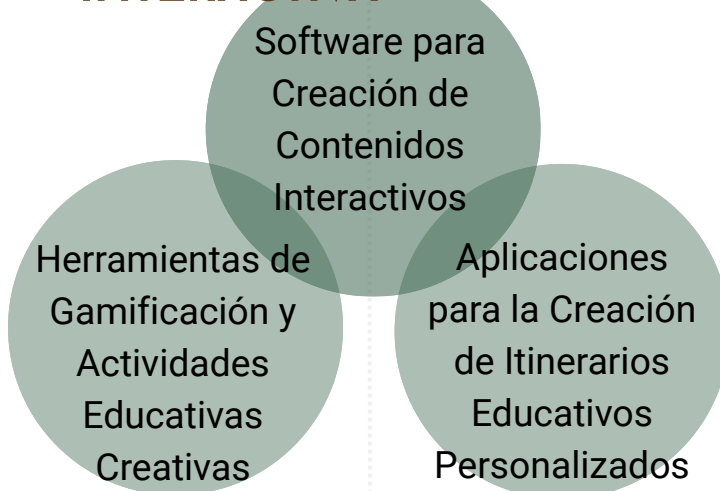 Software para
Creación de
Contenidos
Interactivos
Herramientas de
Gamificación y
Actividades
Educativas
Creativas
Aplicaciones
para la Creación
de Itinerarios
Educativos
Personalizados